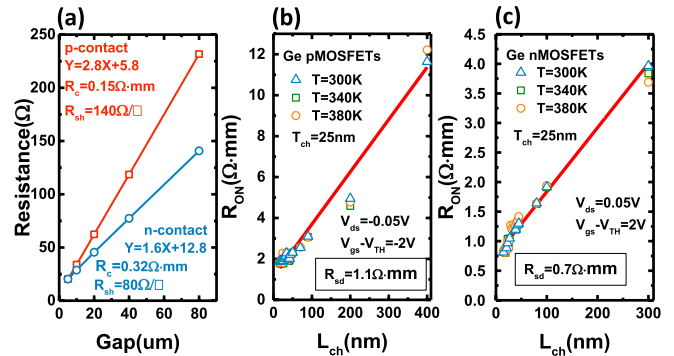 (a)
250
200
150
100
50
0
0 20 40 60 80
Resistance(Ω)
Gap(um)
p-contact
Y=2.8X+5.8
Rc=0.15Ω·mm
Rsh=140Ω/□
n-contact
Y=1.6X+12.8
Rc=0.32Ω·mm
Rsh=80Ω/□
(b)
12
10
8
6
4
2
0
0 100 200 300 400
RON(Ω·mm)
Lch(nm)
Ge pMOSFETs
T=300K
T=340K
T=380K
Tch=25nm
Vds=-0.05V
Vgs-VTH=-2V
Rsd=1.1Ω·mm
(c)
4.5
4.0
3.5
3.0
2.5
2.0
1.5
1.0
0.5
0.0
0 100 200 300
RON(Ω·mm)
Lch(nm)
Ge nMOSFETs
T=300K
T=340K
T=380K
Tch=25nm
Vds=0.05V
Vgs-VTH=2V
Rsd=0.7Ω·mm